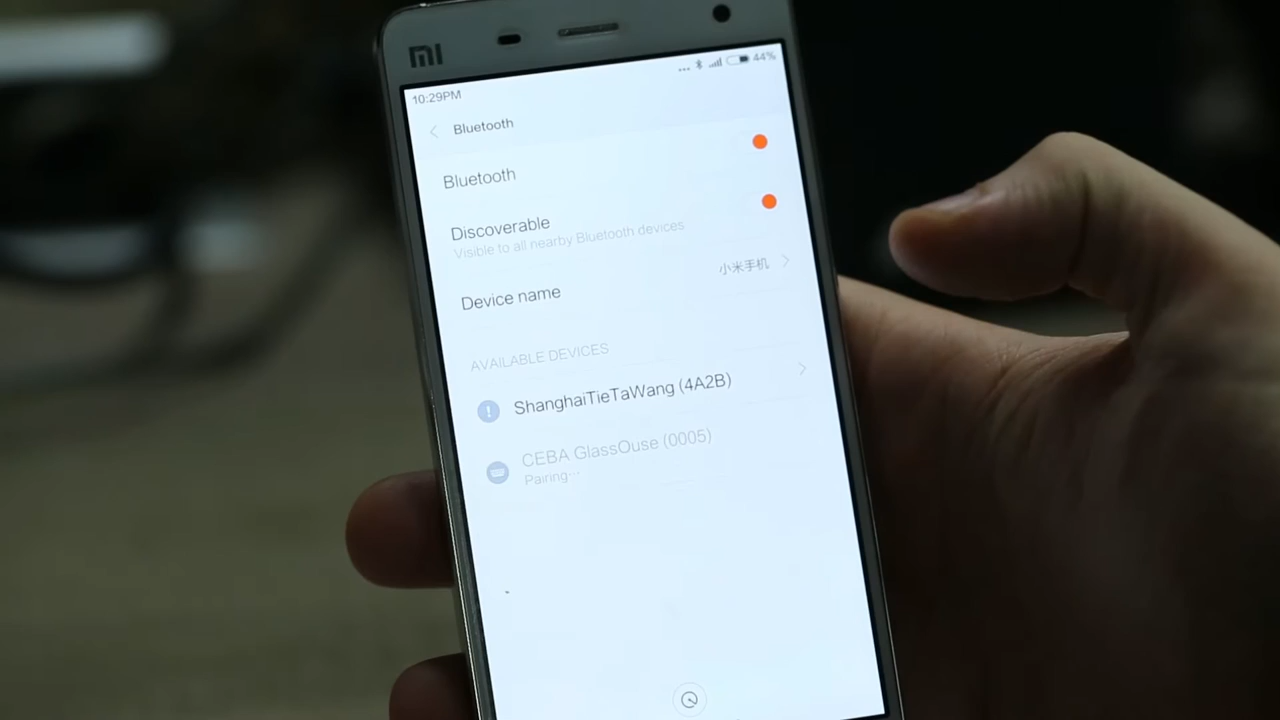 mi
44%
10:29PM
Bluetooth
Bluetooth
Discoverable
Visible to all nearby Bluetooth devices
Device name
小米手机
AVAILABLE DEVICES
ShanghaiTieTaWang (4A2B)
CEBA GlassOuse (0005)
Pairing...